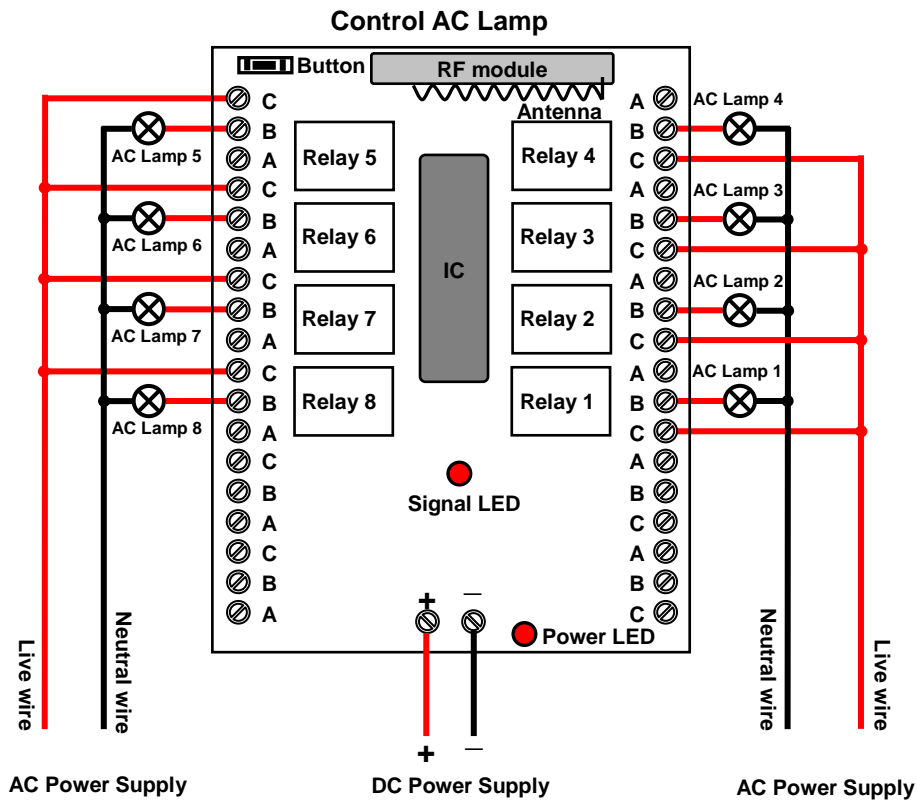 Control AC Lamp
Button
RF module
Antenna
C
B
A
C
B
A
C
B
A
C
B
A
C
B
A
C
B
A
AC Lamp 5
AC Lamp 6
AC Lamp 7
AC Lamp 8
Relay 5
Relay 6
Relay 7
Relay 8
IC
Relay 4
Relay 3
Relay 2
Relay 1
A
B
C
A
B
C
A
B
C
A
B
C
A
B
C
A
B
C
AC Lamp 4
AC Lamp 3
AC Lamp 2
AC Lamp 1
Signal LED
+ —
Power LED
Live wire
Neutral wire
Neutral wire
Live wire
+ —
AC Power Supply
DC Power Supply
AC Power Supply